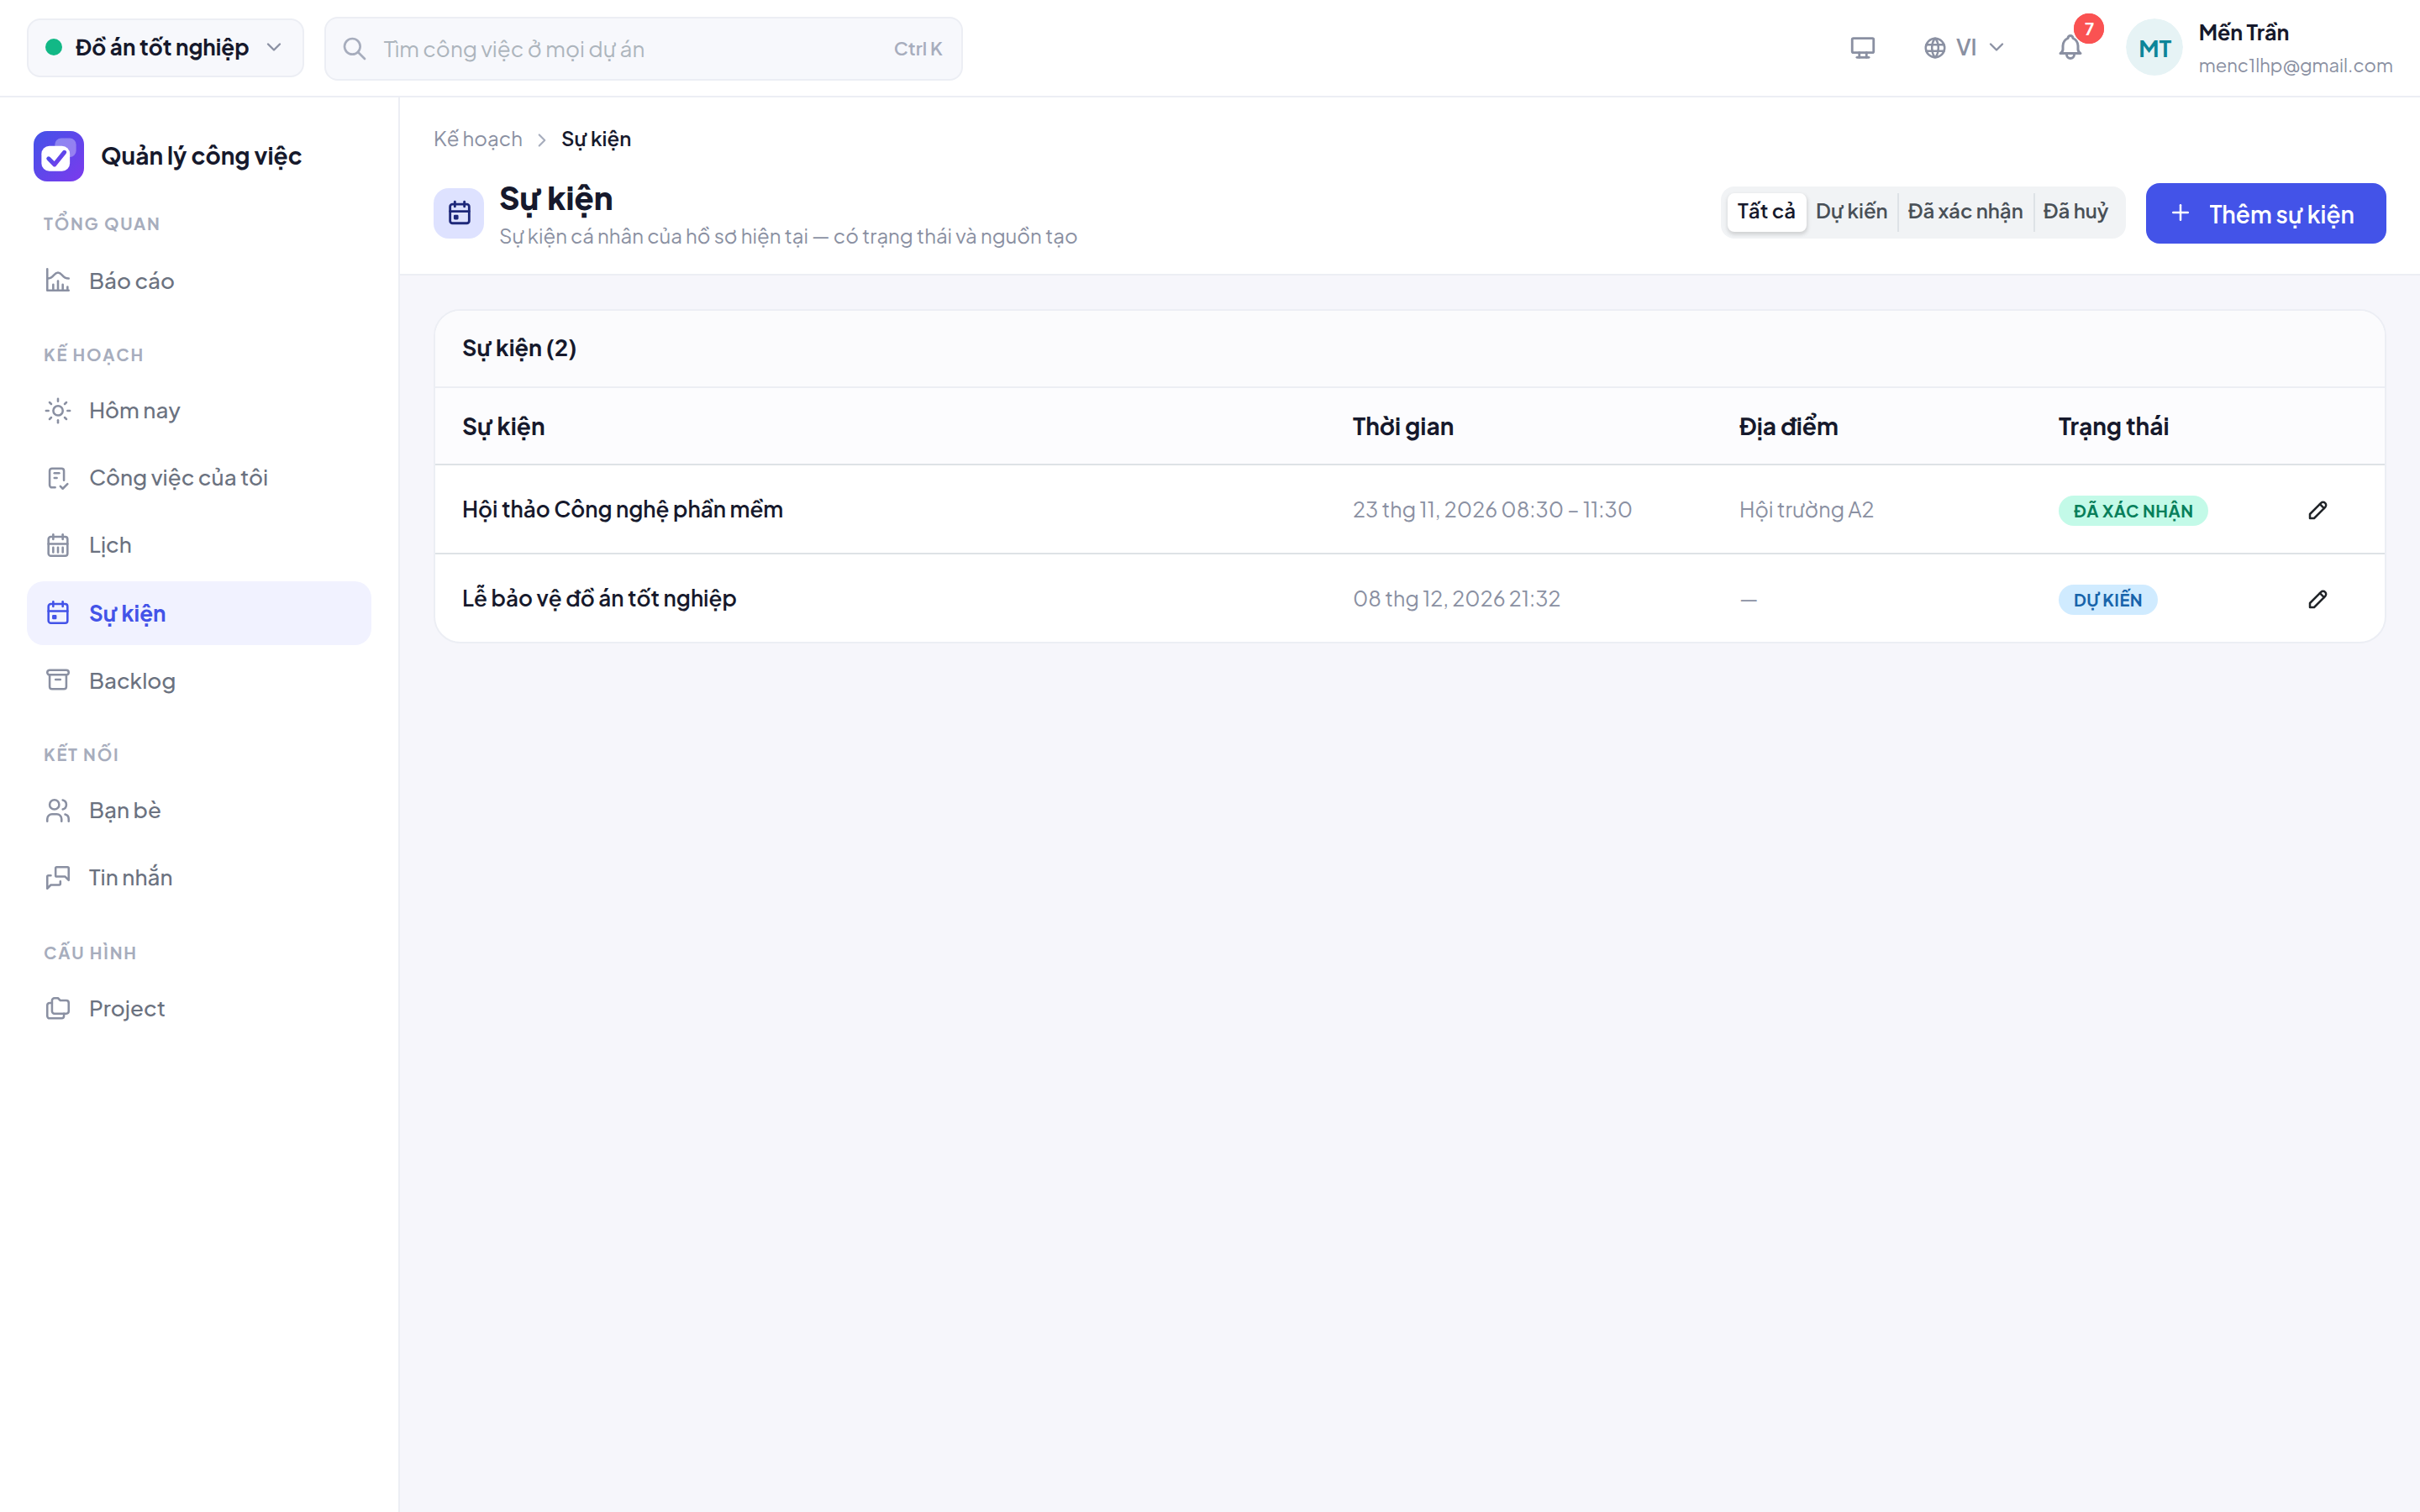 Đồ án tốt nghiệp
Tìm công việc ở mọi dự án
Ctrl K
VI
7
MT
Mến Trần
menc1lhp@gmail.com
Quản lý công việc
TỔNG QUAN
Báo cáo
KẾ HOẠCH
Hôm nay
Công việc của tôi
Lịch
Sự kiện
Backlog
KẾT NỐI
Bạn bè
Tin nhắn
CẤU HÌNH
Project
Kế hoạch
Sự kiện
Sự kiện
Sự kiện cá nhân của hồ sơ hiện tại — có trạng thái và nguồn tạo
Tất cả
Dự kiến
Đã xác nhận
Đã huỷ
Thêm sự kiện
Sự kiện (2)
Sự kiện
Thời gian
Địa điểm
Trạng thái
Hội thảo Công nghệ phần mềm
23 thg 11, 2026 08:30 – 11:30
Hội trường A2
ĐÃ XÁC NHẬN
Lễ bảo vệ đồ án tốt nghiệp
08 thg 12, 2026 21:32
—
DỰ KIẾN